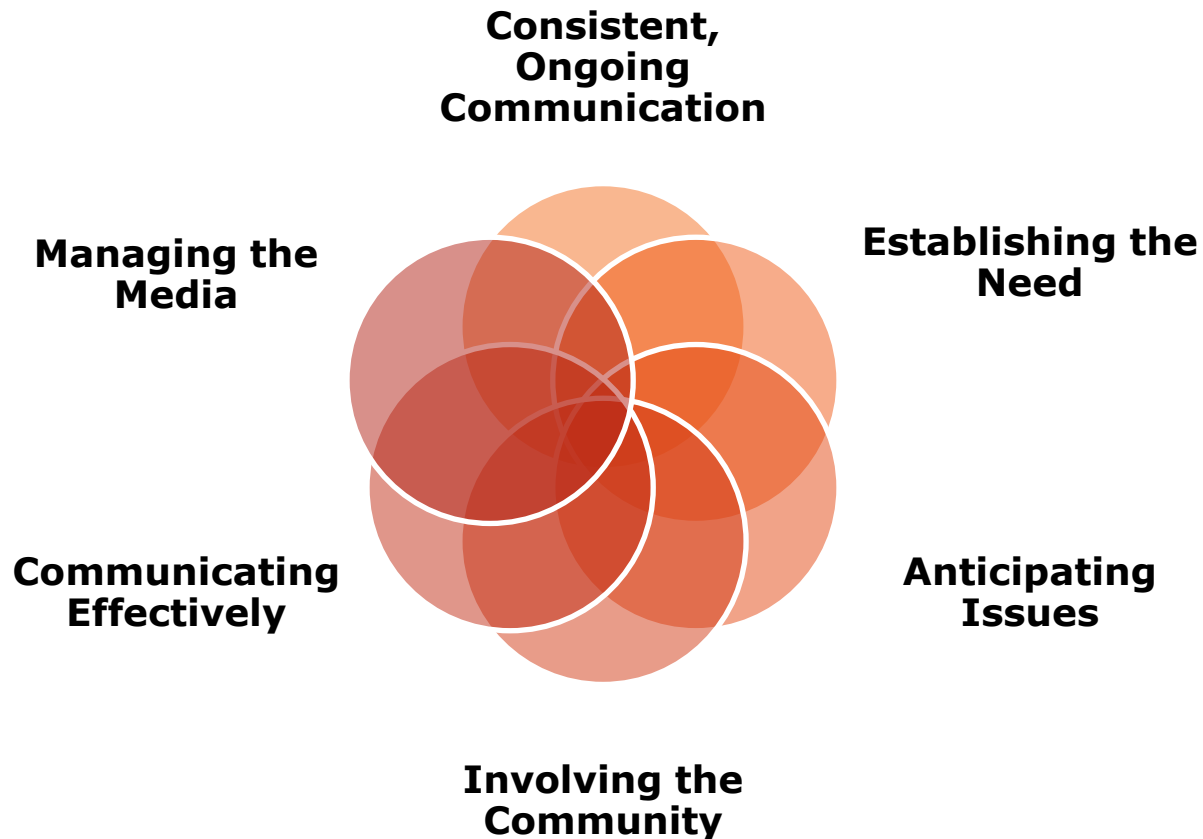 Consistent,
Ongoing
Communication
Managing the
Media
Establishing the
Need
Communicating
Effectively
Anticipating
Issues
Involving the
Community